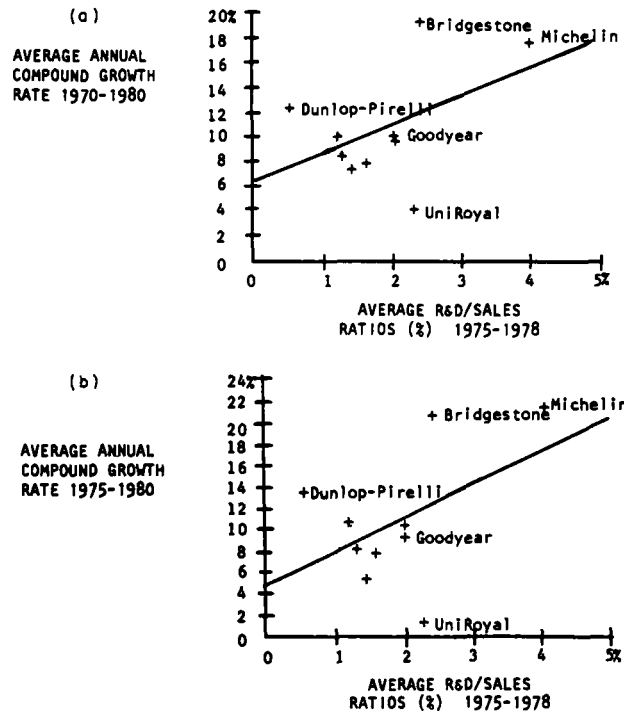 (a)
AVERAGE ANNUAL
COMPOUND GROWTH
RATE 1970-1980
20%
18
16
14
12
10
8
6
4
2
0
Bridgestone
Michelin
Dunlop-Pirelli
Goodyear
UniRoyal
0 1 2 3 4 5%
AVERAGE R&D/SALES
RATIOS (%) 1975-1978
(b)
AVERAGE ANNUAL
COMPOUND GROWTH
RATE 1975-1980
24%
22
20
18
16
14
12
10
8
6
4
2
0
Michelin
Bridgestone
Dunlop-Pirelli
Goodyear
UniRoyal
0 1 2 3 4 5%
AVERAGE R&D/SALES
RATIOS (%) 1975-1978